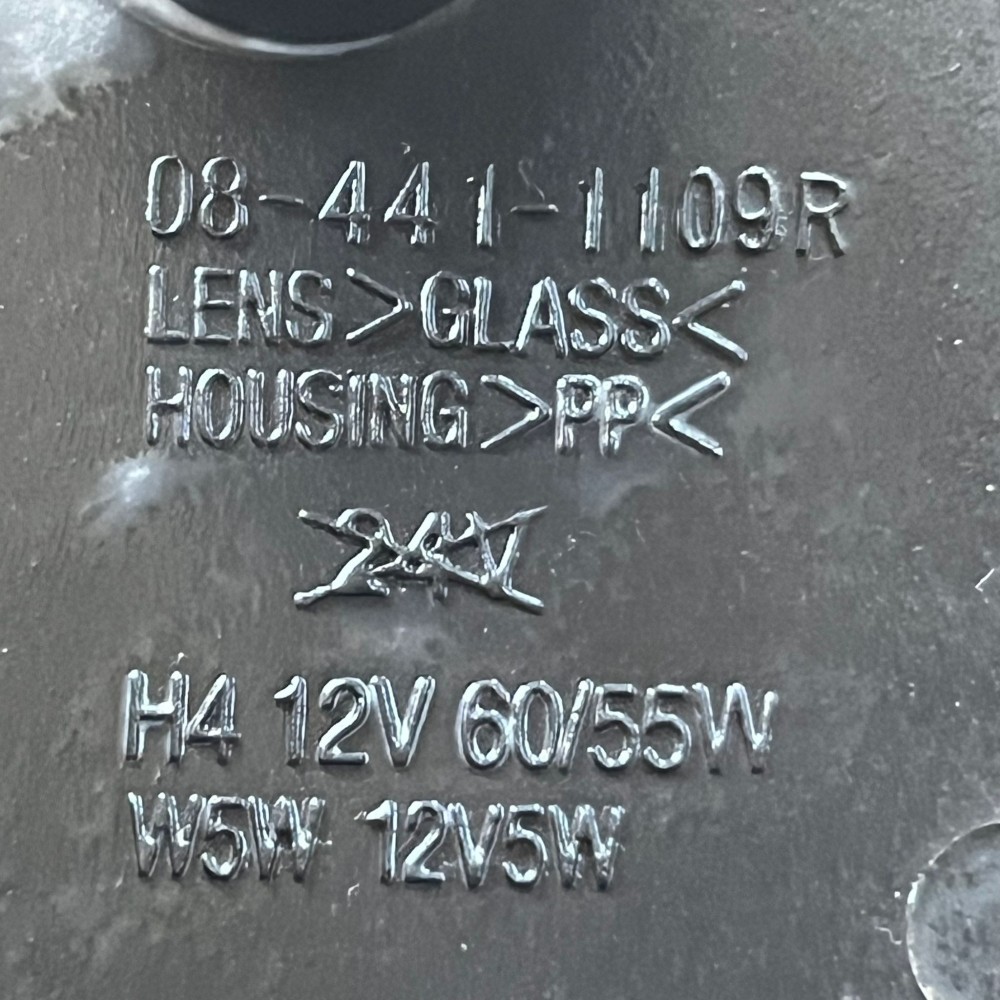 08-441-1109R
LENS>GLASS<
HOUSING>PP<
24V
H4 12V 60/55W
W5W 12V5W